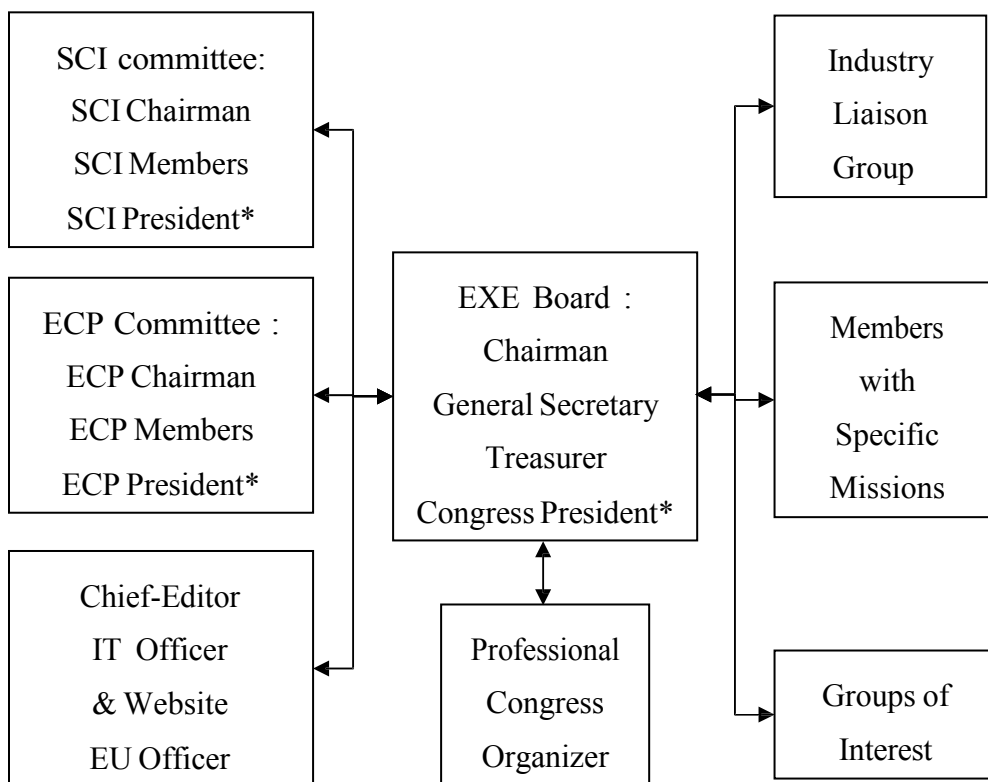 SCI committee:
SCI Chairman
SCI Members
SCI President*
ECP Committee :
ECP Chairman
ECP Members
ECP President*
Chief-Editor
IT Officer
& Website
EU Officer
EXE Board :
Chairman
General Secretary
Treasurer
Congress President*
Professional
Congress
Organizer
Industry
Liaison
Group
Members
with
Specific
Missions
Groups of
Interest